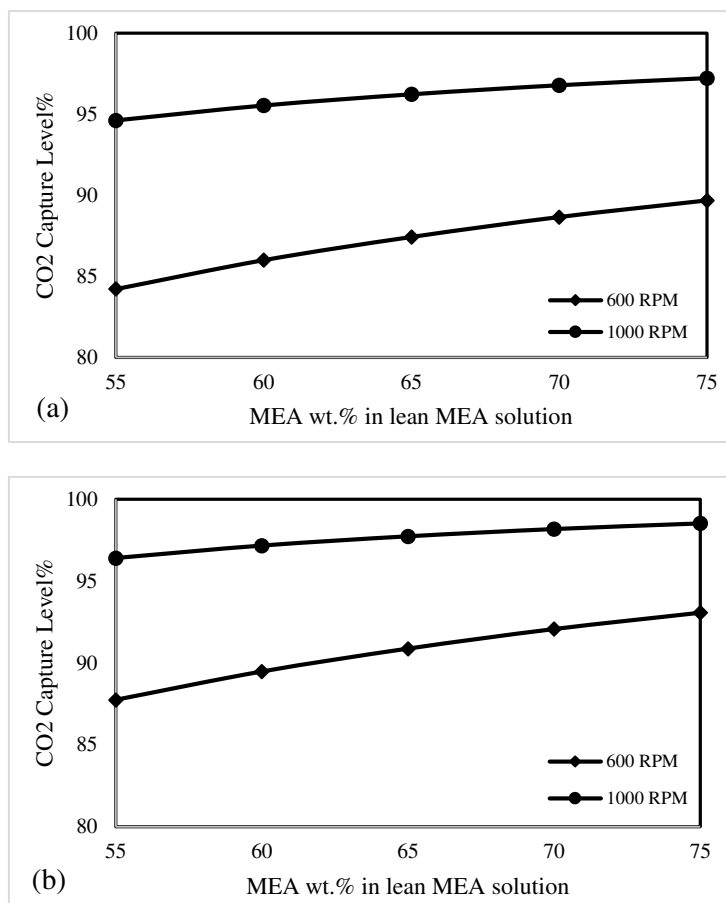 100
95
90
85
80
CO2 Capture Level%
600 RPM
1000 RPM
55 60 65 70 75
MEA wt.% in lean MEA solution
(a)
100
95
90
85
80
CO2 Capture Level%
600 RPM
1000 RPM
55 60 65 70 75
MEA wt.% in lean MEA solution
(b)